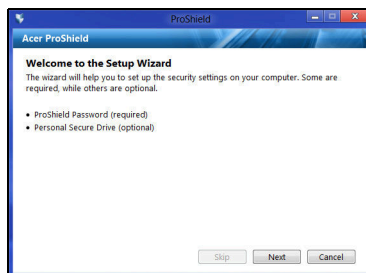 ProShield
Acer ProShield
Welcome to the Setup Wizard
The wizard will help you to set up the security settings on your computer. Some are
required, while others are optional.
• ProShield Password (required)
• Personal Secure Drive (optional)
Skip Next Cancel